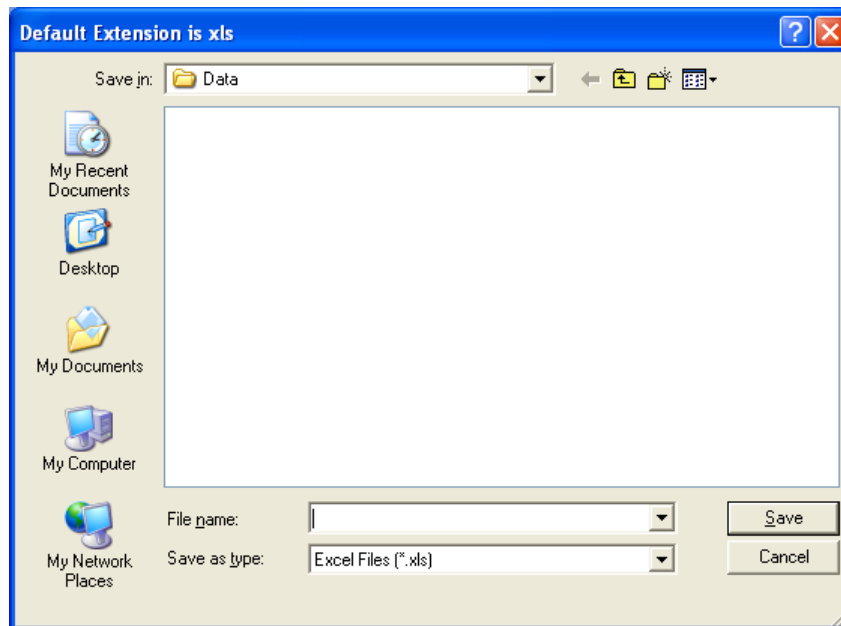 Default Extension is xls
Save in:
Data
My Recent
Documents
Desktop
My Documents
My Computer
My Network
Places
File name:
Save
Save as type:
Excel Files (*.xls)
Cancel